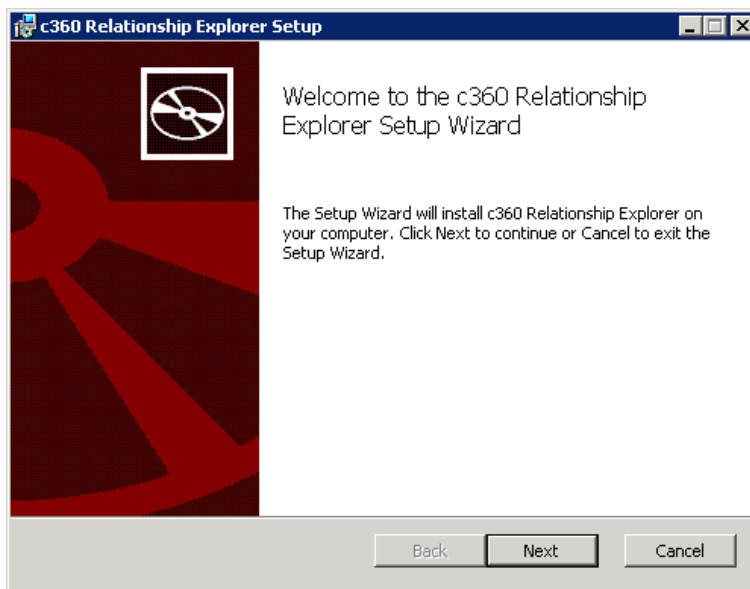 c360 Relationship Explorer Setup
Welcome to the c360 Relationship
Explorer Setup Wizard
The Setup Wizard will install c360 Relationship Explorer on
your computer. Click Next to continue or Cancel to exit the
Setup Wizard.
Back Next Cancel